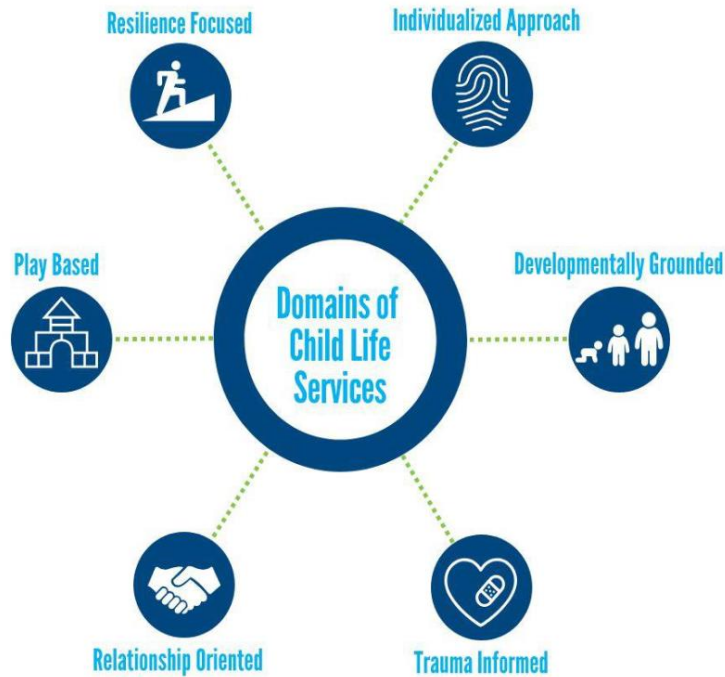 Resilience Focused
Individualized Approach
Play Based
Domains of
Child Life
Services
Developmentally Grounded
Relationship Oriented
Trauma Informed